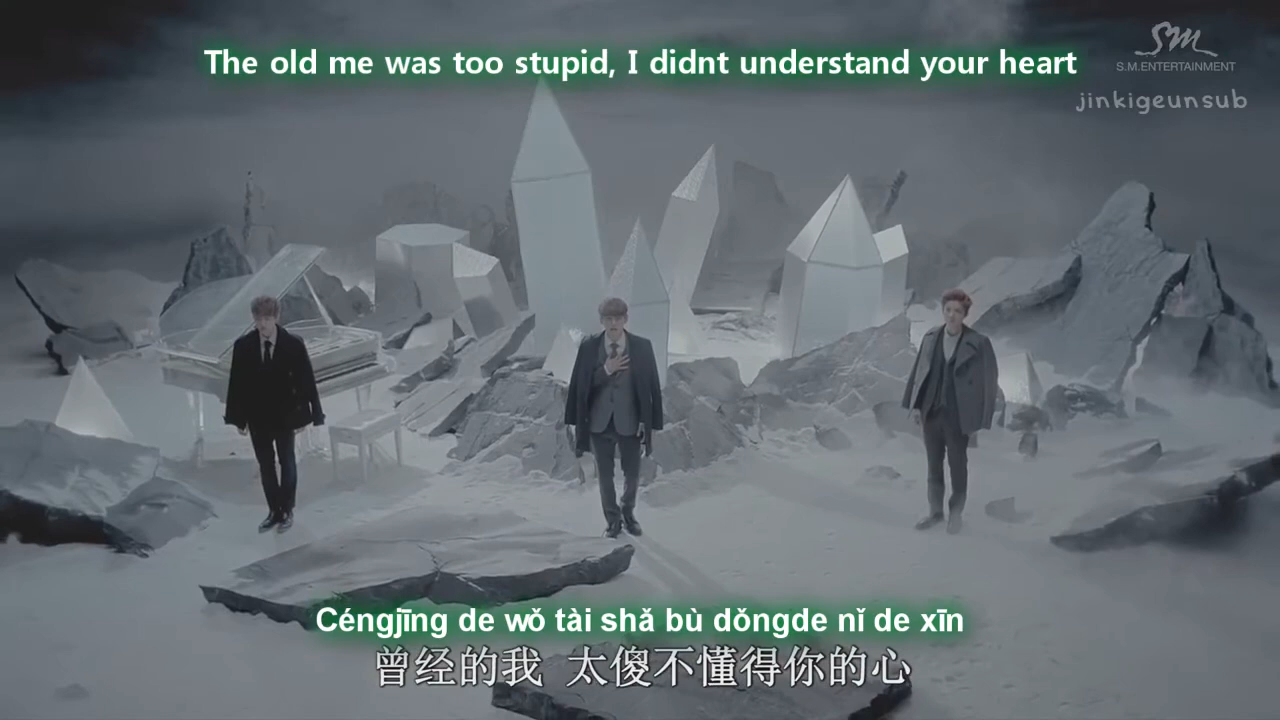 The old me was too stupid, I didnt understand your heart
SM
S.M.ENTERTAINMENT
jinkigeunsub
Céngjīng de wǒ tài shǎ bù dǒngde nǐ de xīn
曾经的我 太傻不懂得你的心